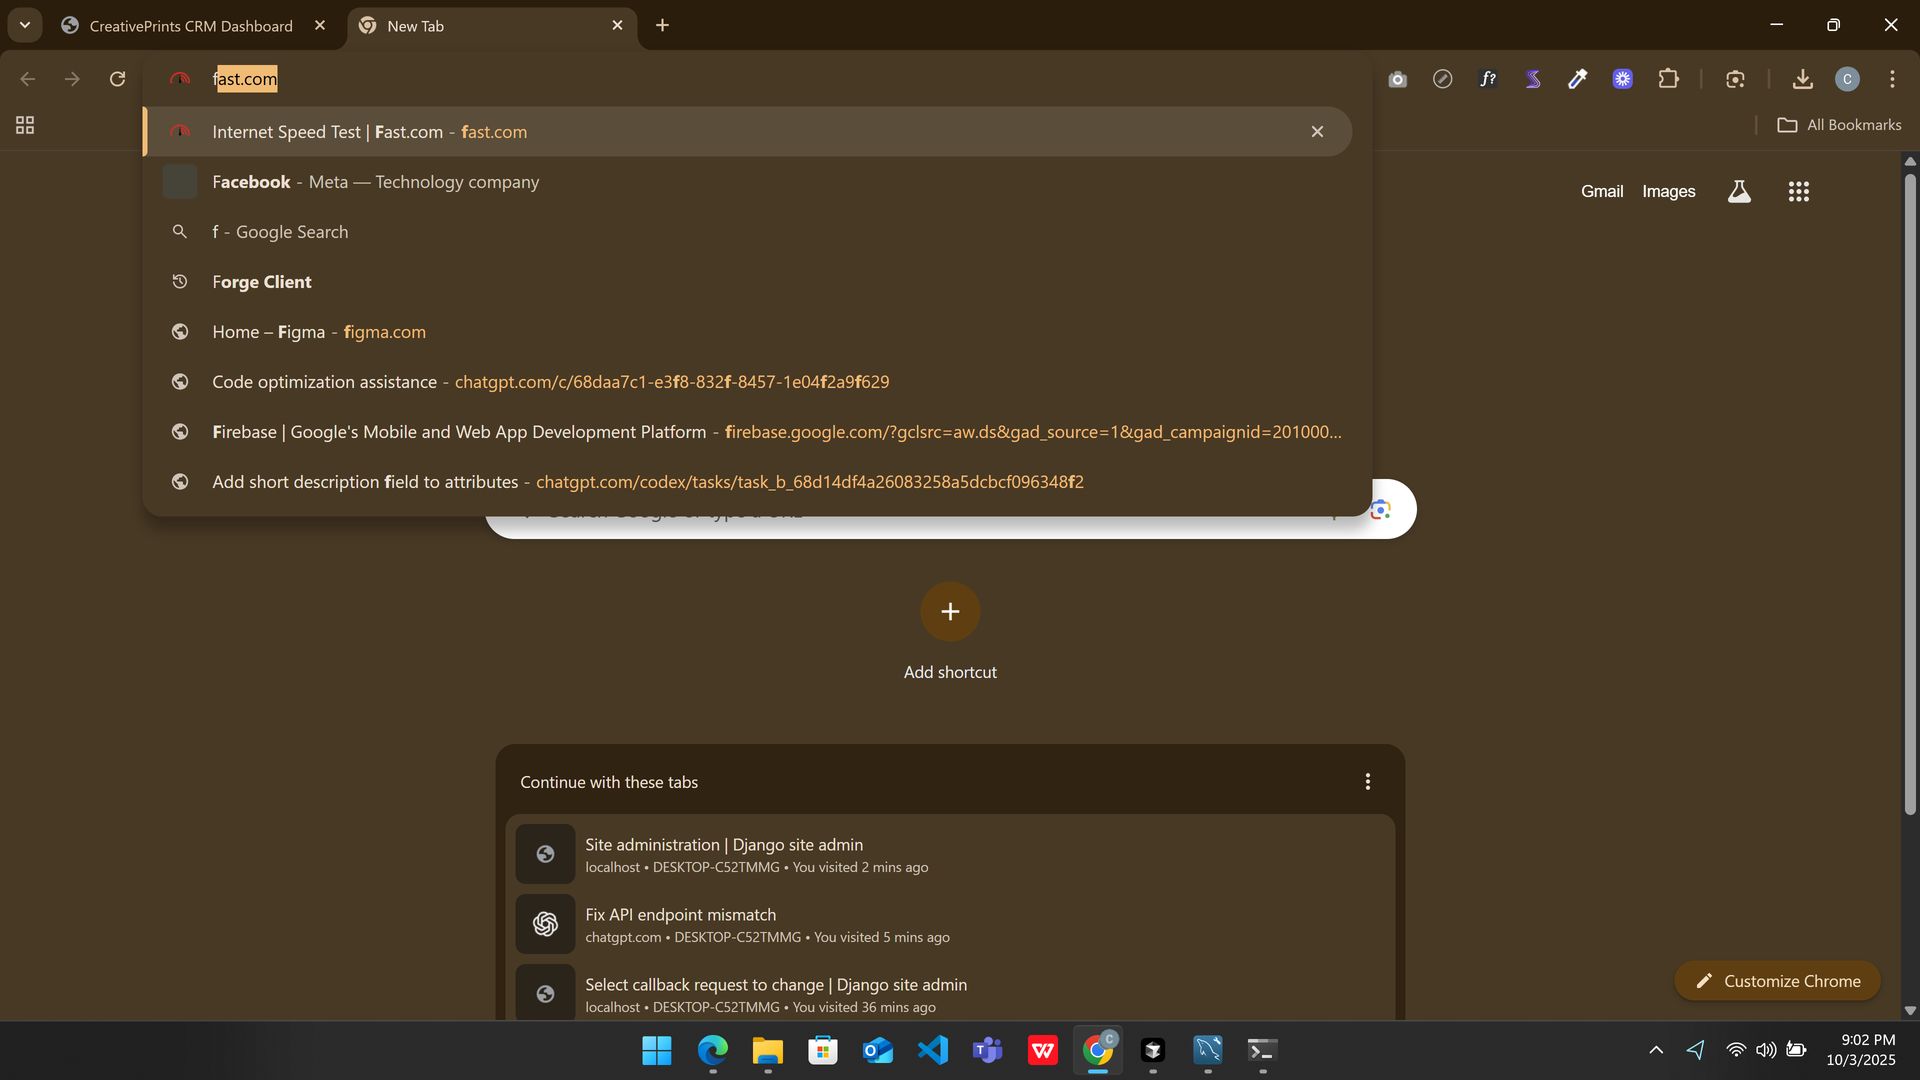 CreativePrints CRM Dashboard
New Tab
fast.com
f?
C
All Bookmarks
Internet Speed Test | Fast.com - fast.com
Facebook - Meta — Technology company
Gmail
Images
f - Google Search
Forge Client
Home – Figma - figma.com
Code optimization assistance - chatgpt.com/c/68daa7c1-e3f8-832f-8457-1e04f2a9f629
Firebase | Google's Mobile and Web App Development Platform - firebase.google.com/?gclsrc=aw.ds&gad_source=1&gad_campaignid=201000...
Add short description field to attributes - chatgpt.com/codex/tasks/task_b_68d14df4a26083258a5dcbcf096348f2
Search Google or type a URL
Add shortcut
Continue with these tabs
Site administration | Django site admin
localhost • DESKTOP-C52TMMG • You visited 2 mins ago
Fix API endpoint mismatch
chatgpt.com • DESKTOP-C52TMMG • You visited 5 mins ago
Select callback request to change | Django site admin
localhost • DESKTOP-C52TMMG • You visited 36 mins ago
Customize Chrome
9:02 PM
10/3/2025